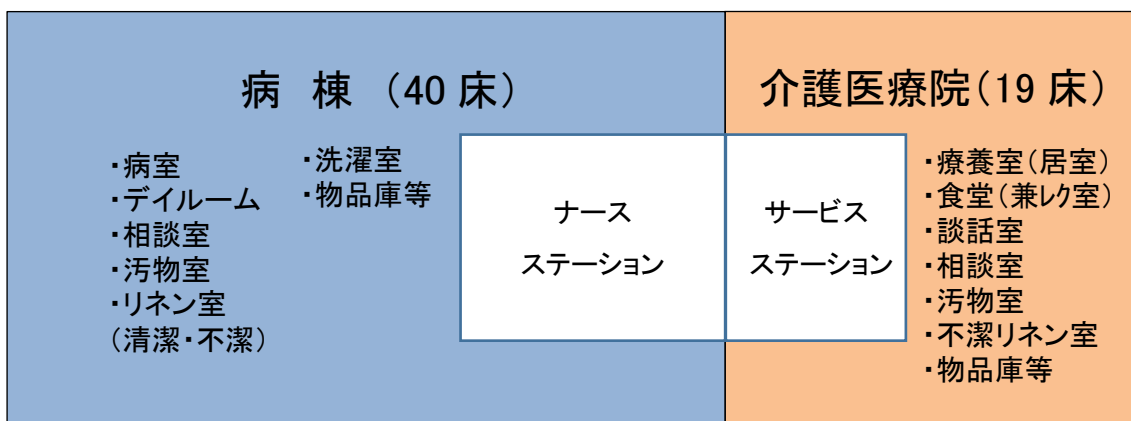 病 棟 （40 床）
・病室
・デイルーム
・相談室
・汚物室
・リネン室
（清潔・不潔）
・洗濯室
・物品庫等
ナース
ステーション
介護医療院（19 床）
サービス
ステーション
・療養室（居室）
・食堂（兼ﾚｸ室）
・談話室
・相談室
・汚物室
・不潔リネン室
・物品庫等